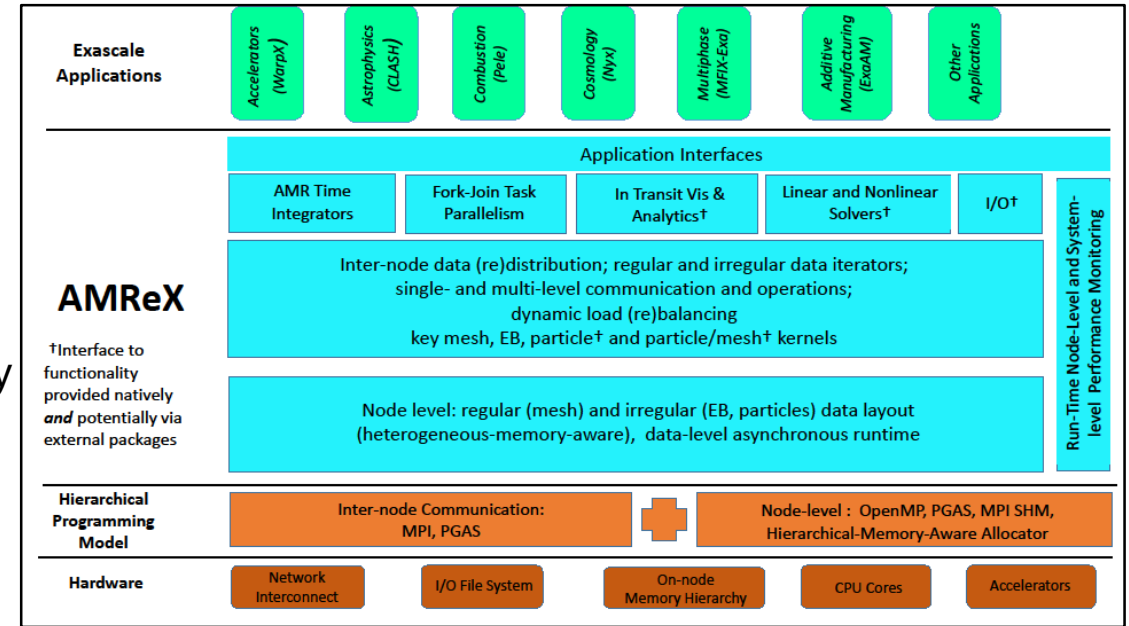 Exascale
Applications
Accelerators
(WarpX)
Astrophysics
(CLASH)
Combustion
(Pele)
Cosmology
(Nyx)
Multiphase
(MFIX-Exa)
Additive
Manufacturing
(ExaAM)
Other
Applications
Application Interfaces
AMR Time
Integrators
Fork-Join Task
Parallelism
In Transit Vis &
Analytics†
Linear and Nonlinear
Solvers†
I/O†
Run-Time Node-Level and System-
level Performance Monitoring
Inter-node data (re)distribution; regular and irregular data iterators;
single- and multi-level communication and operations;
dynamic load (re)balancing
key mesh, EB, particle† and particle/mesh† kernels
AMReX
†Interface to
functionality
provided natively
and potentially via
external packages
y
Node level: regular (mesh) and irregular (EB, particles) data layout
(heterogeneous-memory-aware), data-level asynchronous runtime
Hierarchical
Programming
Model
Inter-node Communication:
MPI, PGAS
Node-level : OpenMP, PGAS, MPI SHM,
Hierarchical-Memory-Aware Allocator
Hardware
Network
Interconnect
I/O File System
On-node
Memory Hierarchy
CPU Cores
Accelerators